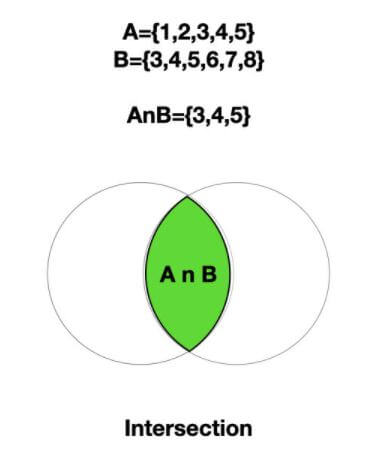 A={1,2,3,4,5}
B={3,4,5,6,7,8}
AnB={3,4,5}
A n B
Intersection